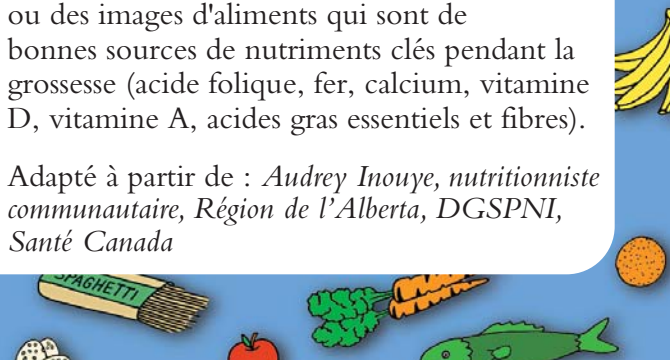 ou des images d'aliments qui sont de
bonnes sources de nutriments clés pendant la
grossesse (acide folique, fer, calcium, vitamine
D, vitamine A, acides gras essentiels et fibres).
Adapté à partir de : Audrey Inouye, nutritionniste
communautaire, Région de l’Alberta, DGSPNI,
Santé Canada
SPAGHETTI